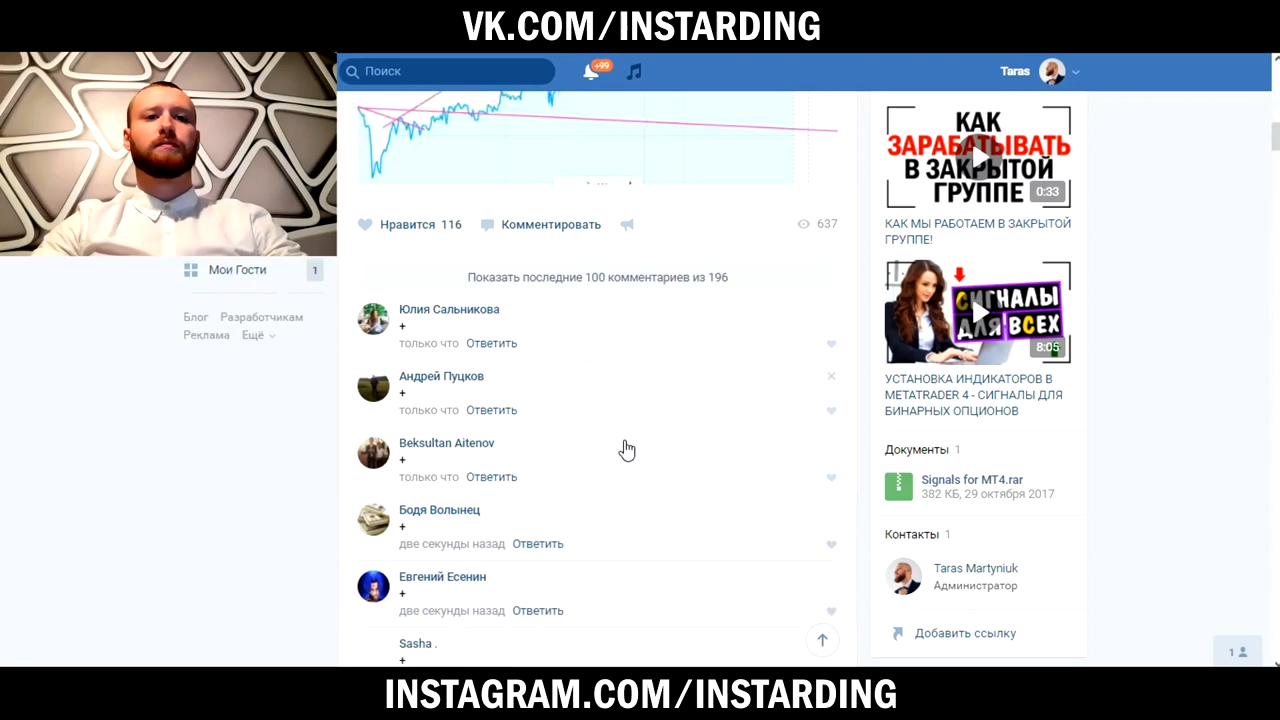 VK.COM/INSTARDING
Поиск
+99
Taras
Нравится 116
Комментировать
637
Показать последние 100 комментариев из 196
Юлия Сальникова
+
только что Ответить
Андрей Пуцков
+
только что Ответить
Beksultan Aitenov
+
только что Ответить
Бодя Волынец
+
две секунды назад Ответить
Евгений Есенин
+
две секунды назад Ответить
Sasha .
+
Мои Гости 1
Блог Разработчикам
Реклама Ещё
КАК
ЗАРАБАТЫВАТЬ
В ЗАКРЫТОЙ
ГРУППЕ
0:33
КАК МЫ РАБОТАЕМ В ЗАКРЫТОЙ
ГРУППЕ!
СИГНАЛЫ
ДЛЯ ВСЕХ
8:05
УСТАНОВКА ИНДИКАТОРОВ В
METATRADER 4 - СИГНАЛЫ ДЛЯ
БИНАРНЫХ ОПЦИОНОВ
Документы 1
Signals for MT4.rar
382 КБ, 29 октября 2017
Контакты 1
Taras Martyniuk
Администратор
Добавить ссылку
1
INSTAGRAM.COM/INSTARDING